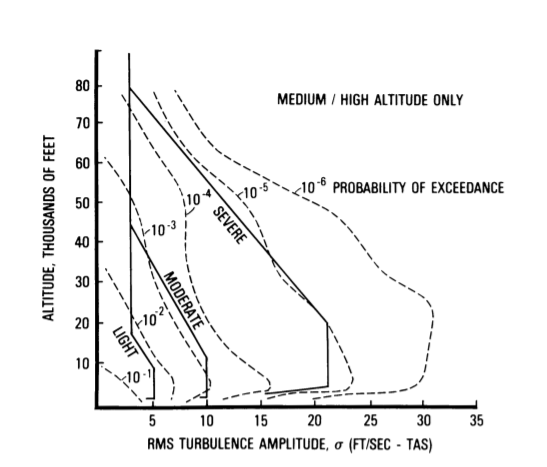 MEDIUM / HIGH ALTITUDE ONLY
ALTITUDE, THOUSANDS OF FEET
80
70
60
50
40
30
20
10
10⁻⁶ PROBABILITY OF EXCEEDANCE
10⁻⁵
10⁻⁴
SEVERE
10⁻³
MODERATE
10⁻²
LIGHT
10⁻¹
5 10 15 20 25 30 35
RMS TURBULENCE AMPLITUDE, σ (FT/SEC - TAS)